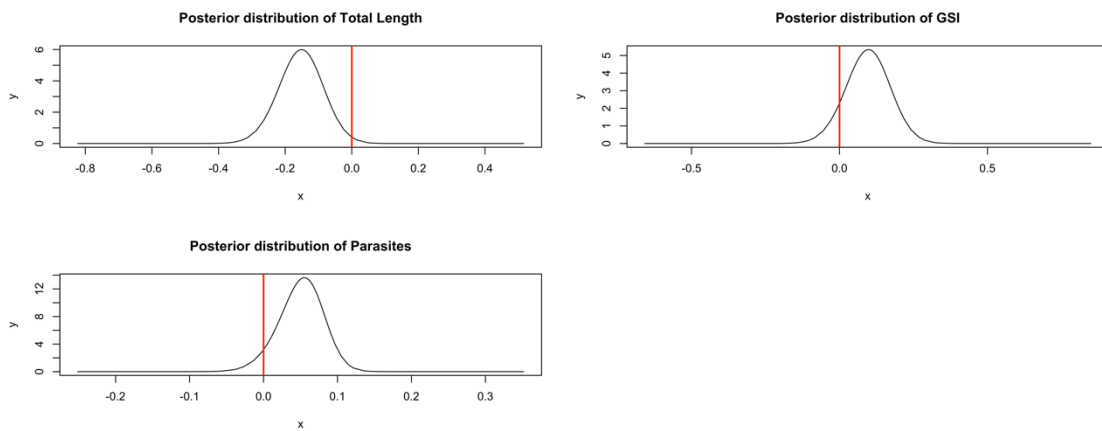 Posterior distribution of Total Length
y
0 2 4 6
-0.8 -0.6 -0.4 -0.2 0.0 0.2 0.4
x
Posterior distribution of GSI
y
0 1 2 3 4 5
-0.5 0.0 0.5
x
Posterior distribution of Parasites
y
0 4 8 12
-0.2 -0.1 0.0 0.1 0.2 0.3
x